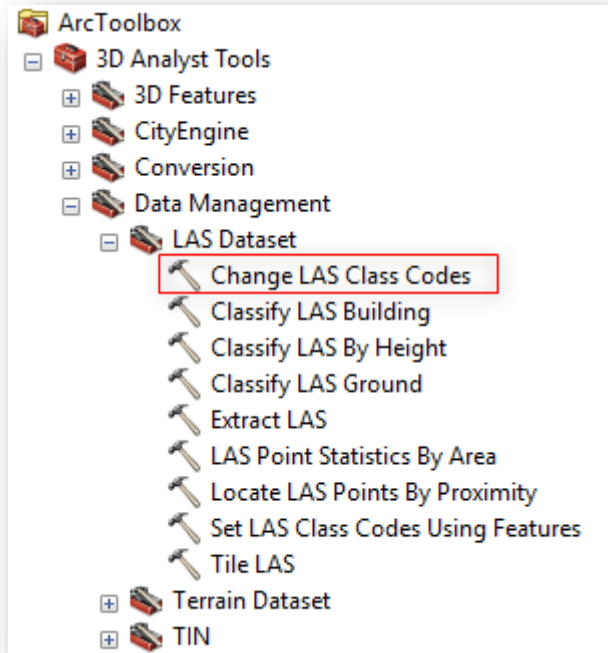 ArcToolbox
3D Analyst Tools
3D Features
CityEngine
Conversion
Data Management
LAS Dataset
Change LAS Class Codes
Classify LAS Building
Classify LAS By Height
Classify LAS Ground
Extract LAS
LAS Point Statistics By Area
Locate LAS Points By Proximity
Set LAS Class Codes Using Features
Tile LAS
Terrain Dataset
TIN